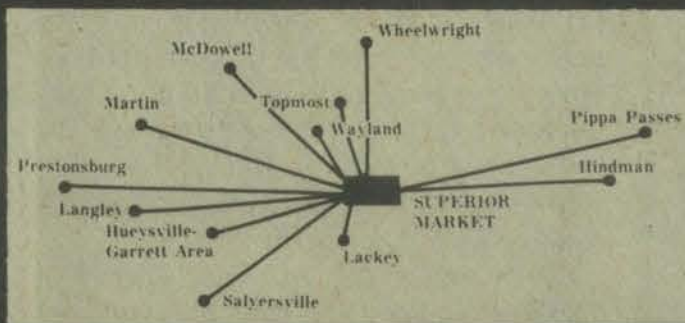 Wheelwright
McDowell
Topmost
Martin
Wayland
Pippa Passes
Prestonsburg
Hindman
Langley
SUPERIOR
MARKET
Hueysville-
Garrett Area
Lackey
Salyersville